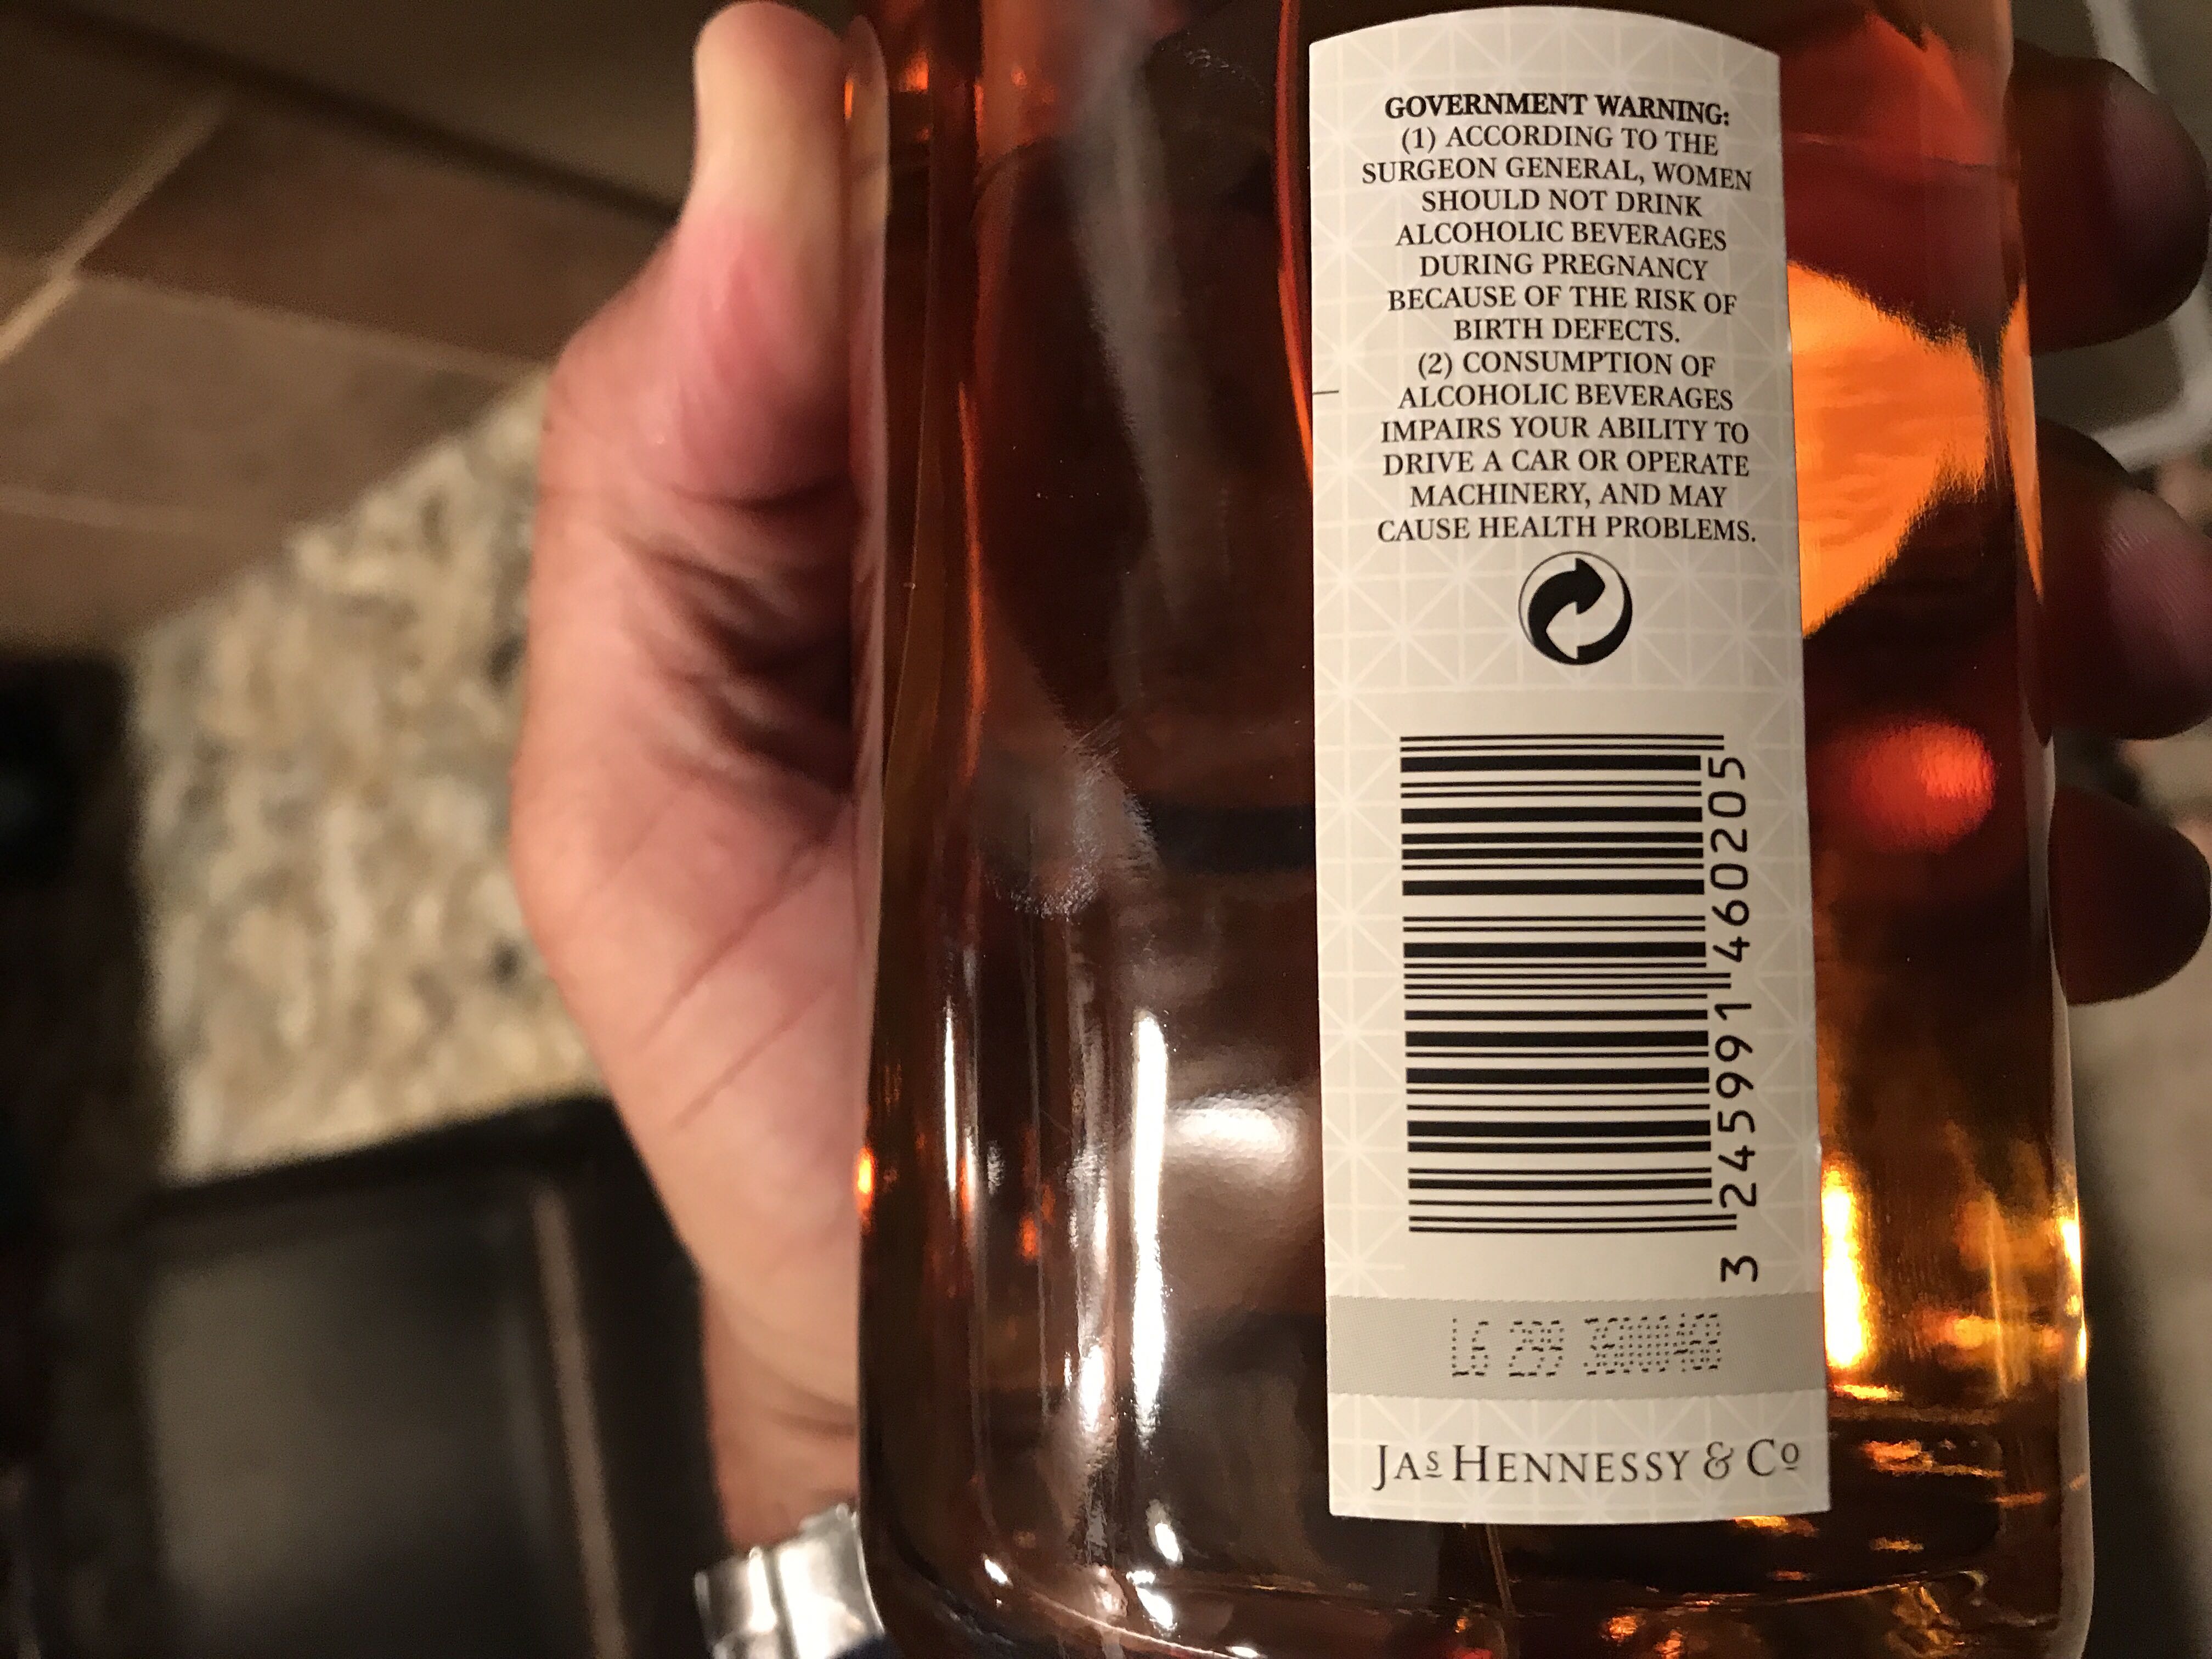 GOVERNMENT WARNING:
(1) ACCORDING TO THE
SURGEON GENERAL, WOMEN
SHOULD NOT DRINK
ALCOHOLIC BEVERAGES
DURING PREGNANCY
BECAUSE OF THE RISK OF
BIRTH DEFECTS.
(2) CONSUMPTION OF
ALCOHOLIC BEVERAGES
IMPAIRS YOUR ABILITY TO
DRIVE A CAR OR OPERATE
MACHINERY, AND MAY
CAUSE HEALTH PROBLEMS.
3 245991 460205
L6 299
JAS HENNESSY & Co